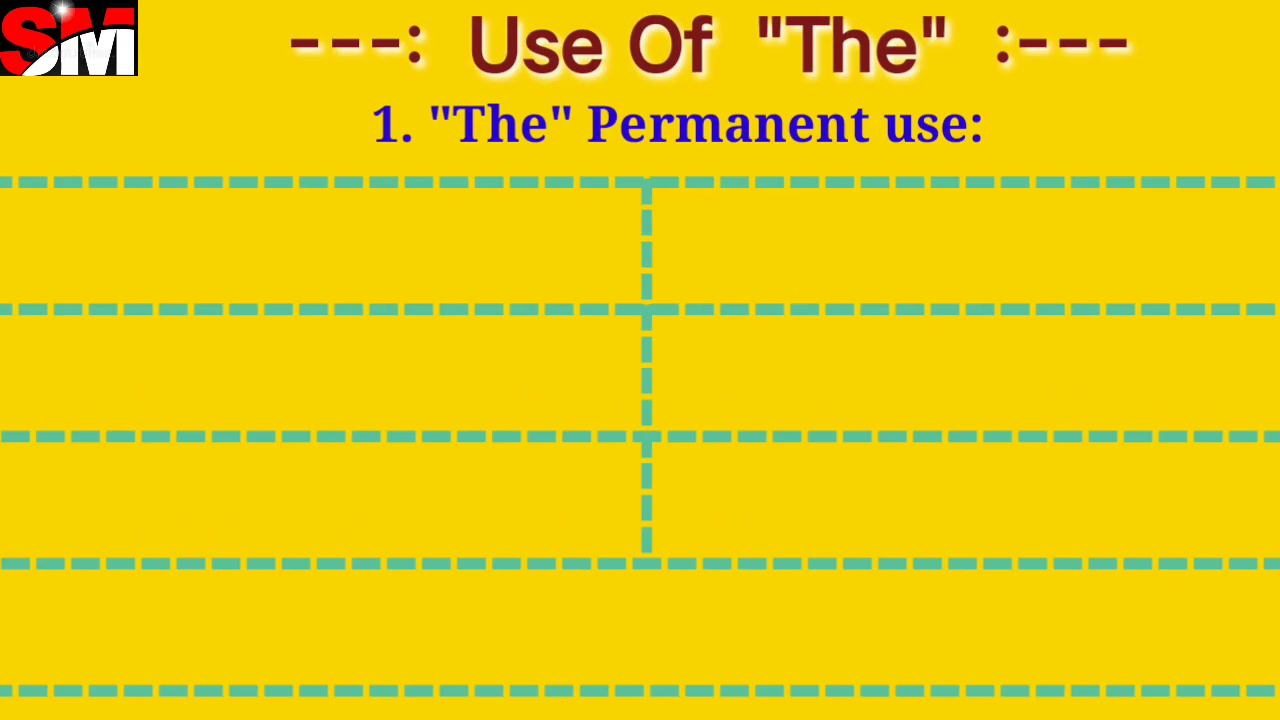 SM
---: Use Of "The" :---
1. "The" Permanent use: